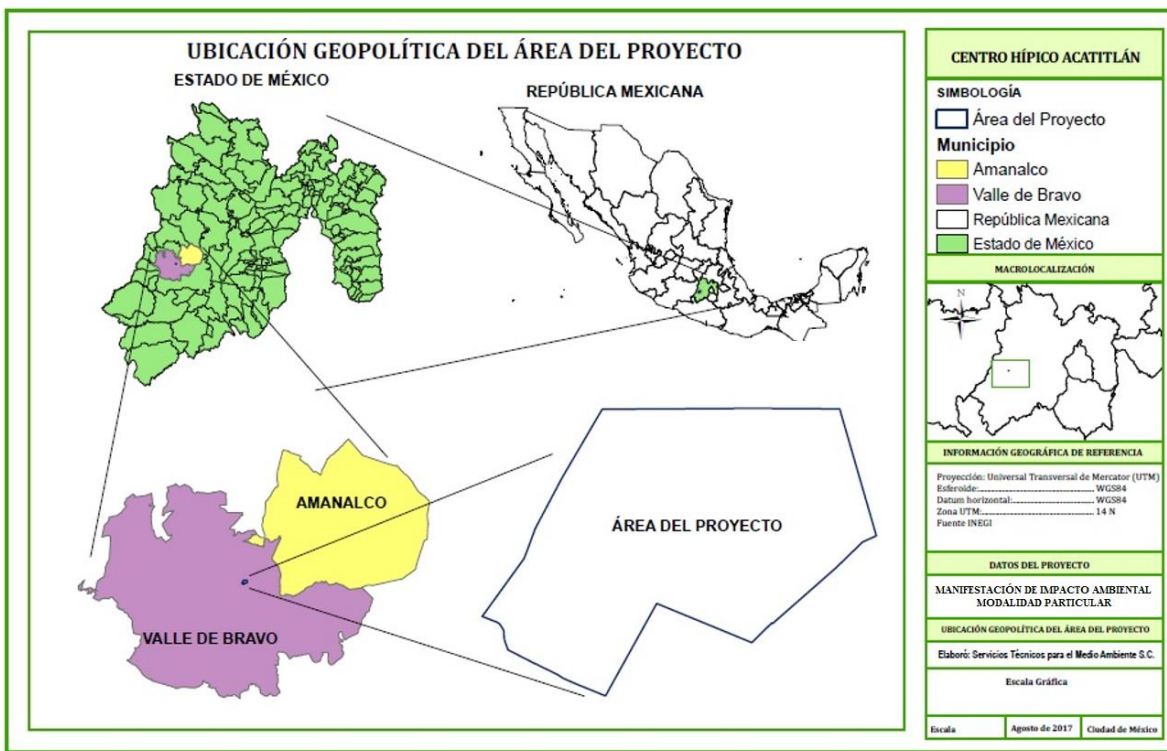 UBICACIÓN GEOPOLÍTICA DEL ÁREA DEL PROYECTO
ESTADO DE MÉXICO
REPÚBLICA MEXICANA
AMANALCO
VALLE DE BRAVO
ÁREA DEL PROYECTO
CENTRO HÍPICO ACATITLÁN
SIMBOLOGÍA
Área del Proyecto
Municipio
Amanalco
Valle de Bravo
República Mexicana
Estado de México
MACROLOCALIZACIÓN
N
INFORMACIÓN GEOGRÁFICA DE REFERENCIA
Proyección: Universal Transversal de Mercator (UTM)
Esferoide: WGS84
Datum horizontal: WGS84
Zona UTM: 14 N
Fuente INEGI
DATOS DEL PROYECTO
MANIFESTACIÓN DE IMPACTO AMBIENTAL
MODALIDAD PARTICULAR
UBICACIÓN GEOPOLÍTICA DEL ÁREA DEL PROYECTO
Elaboró: Servicios Técnicos para el Medio Ambiente S.C.
Escala Gráfica
Escala Agosto de 2017 Ciudad de México